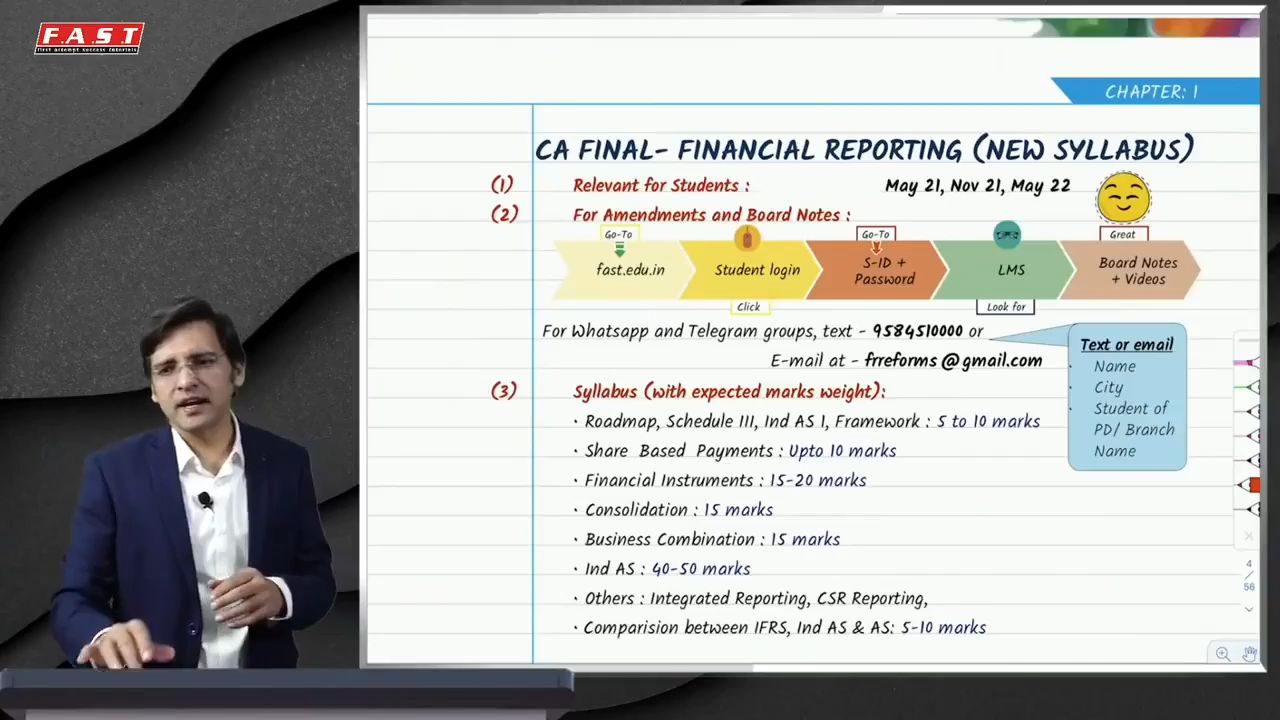 F.A.S.T
first attempt success tutorials
CHAPTER: 1
CA FINAL- FINANCIAL REPORTING (NEW SYLLABUS)
(1) Relevant for Students : May 21, Nov 21, May 22
(2) For Amendments and Board Notes :
Go-To Go-To Great
fast.edu.in Student login S-ID + Password LMS Board Notes + Videos
Click Look for
For Whatsapp and Telegram groups, text - 9584510000 or
E-mail at - frreforms @ gmail.com
Text or email
Name
City
Student of
PD/ Branch
Name
(3) Syllabus (with expected marks weight):
· Roadmap, Schedule III, Ind AS 1, Framework : 5 to 10 marks
· Share Based Payments : Upto 10 marks
· Financial Instruments : 15-20 marks
· Consolidation : 15 marks
· Business Combination : 15 marks
· Ind AS : 40-50 marks
· Others : Integrated Reporting, CSR Reporting,
· Comparision between IFRS, Ind AS & AS: 5-10 marks
4
/
56